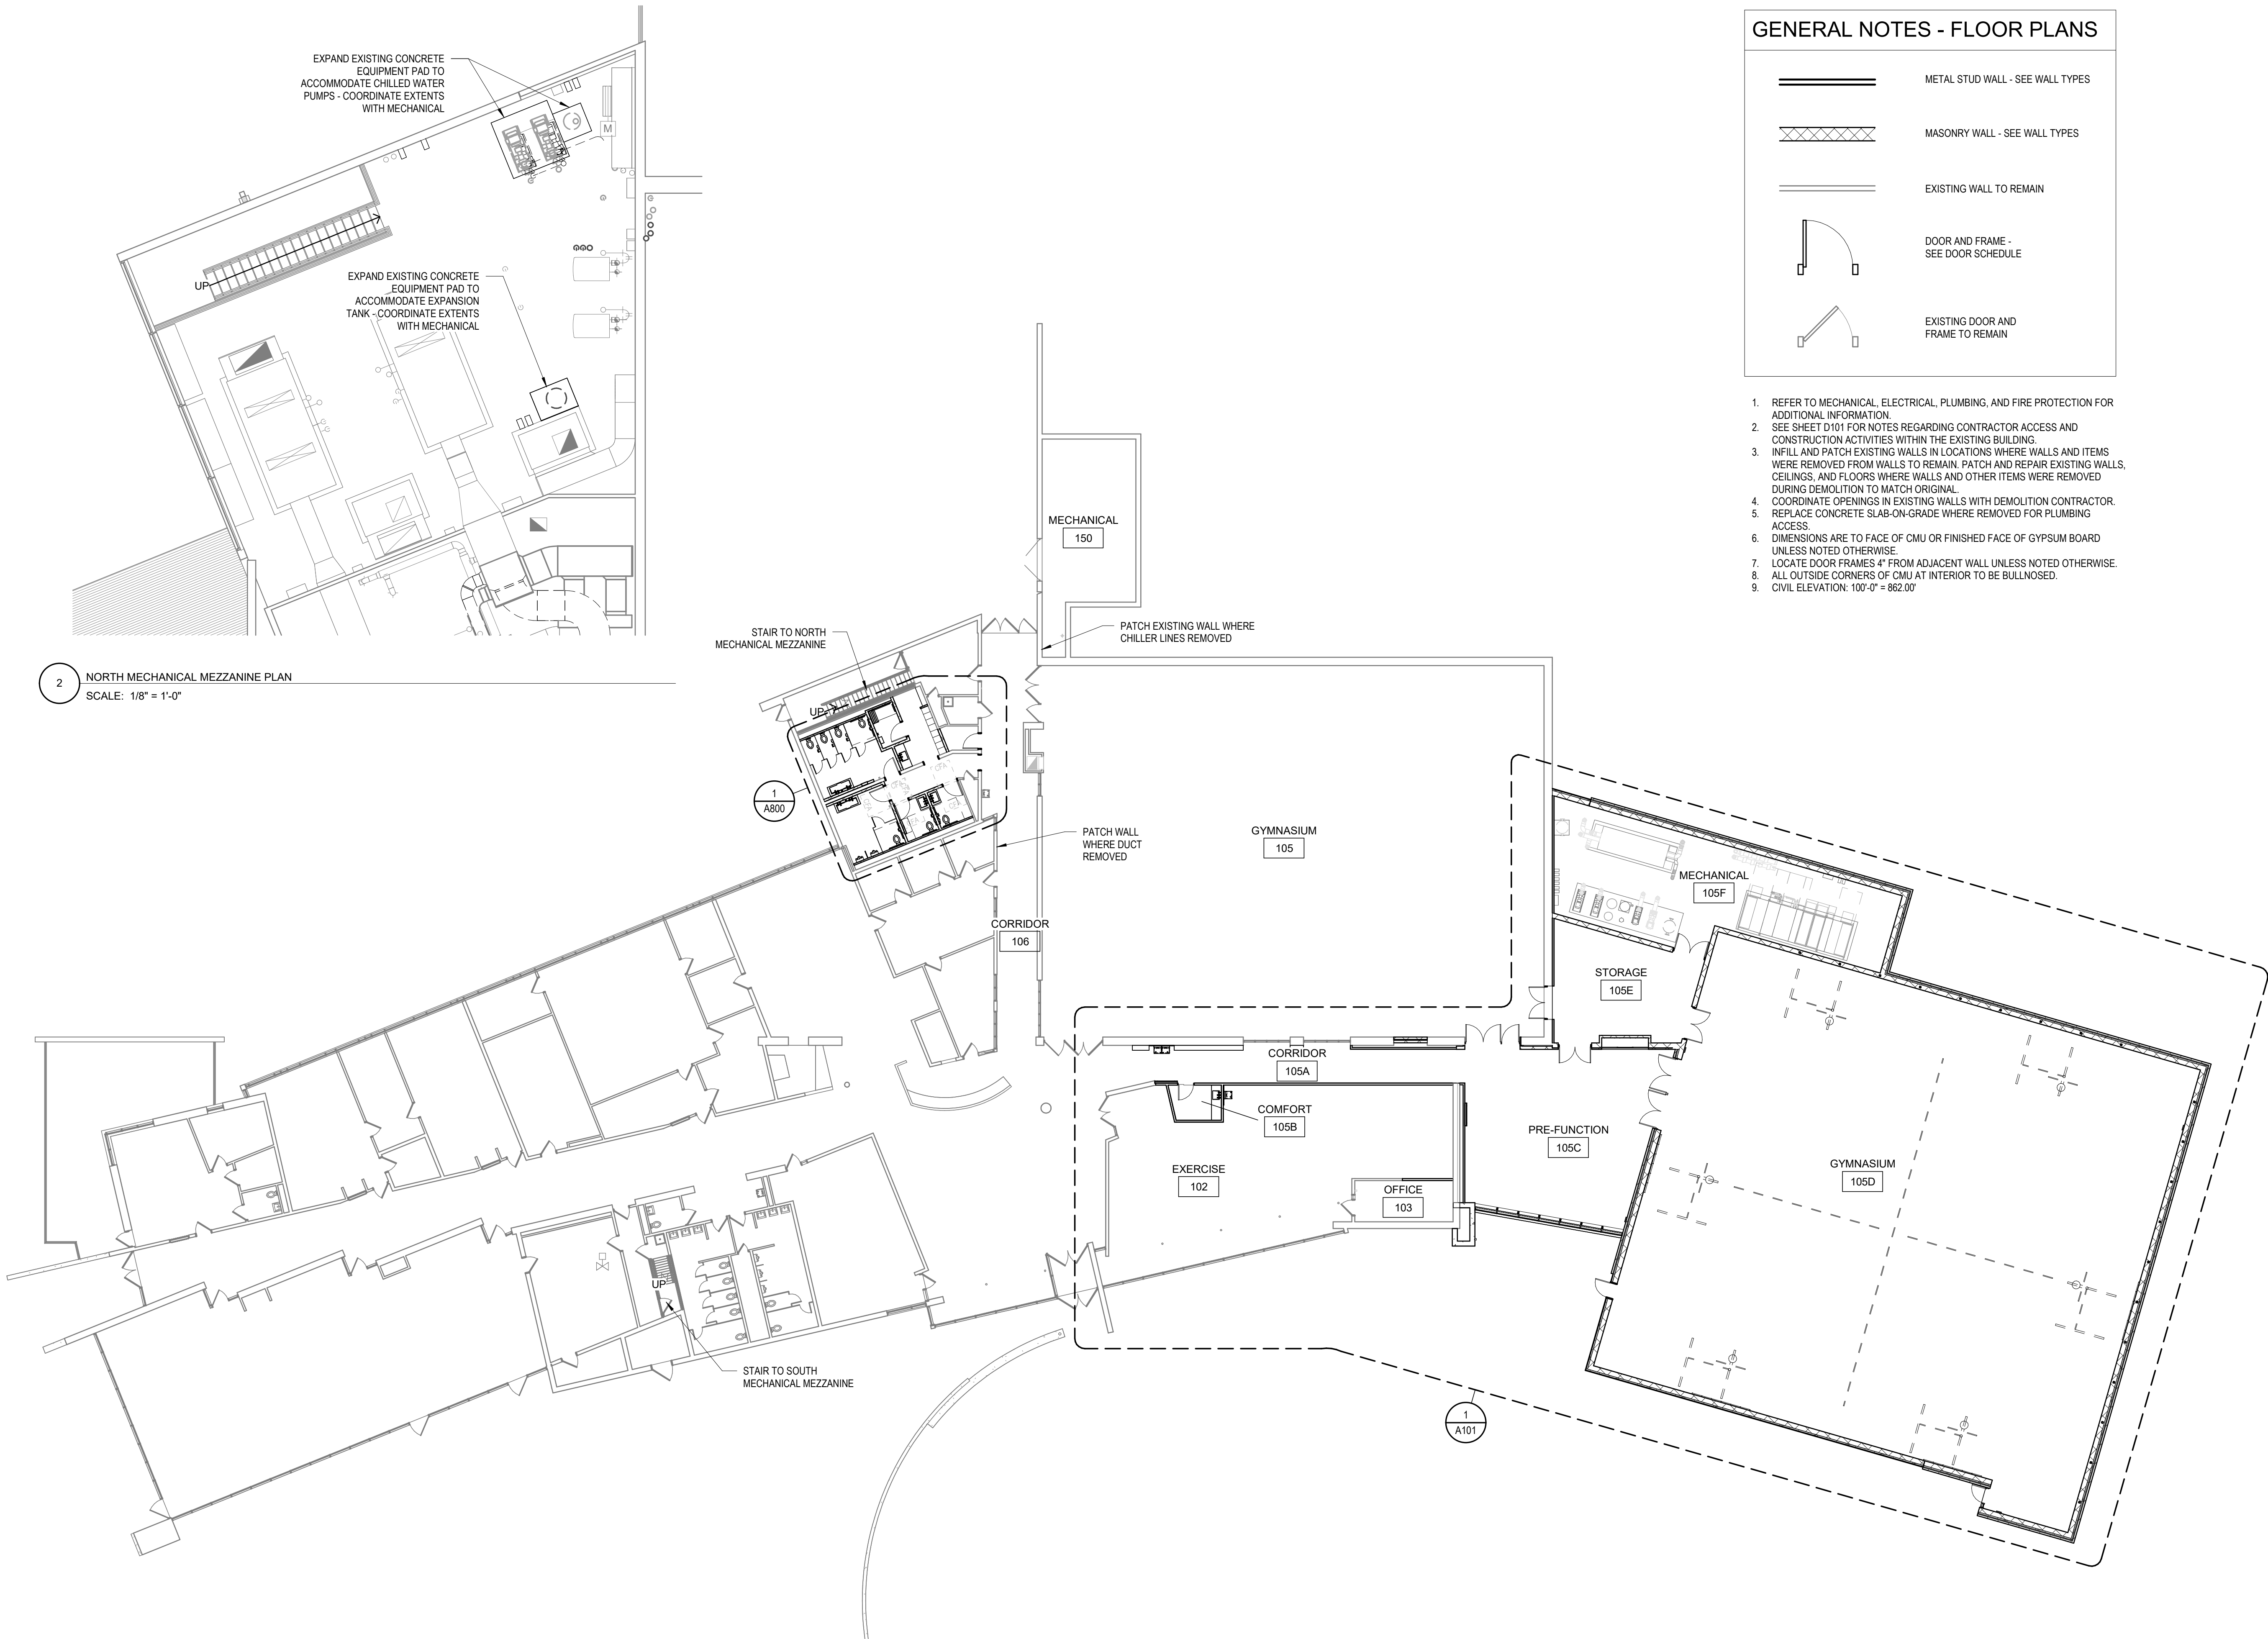 EXPAND EXISTING CONCRETE
EQUIPMENT PAD TO
ACCOMMODATE CHILLED WATER
PUMPS - COORDINATE EXTENTS
WITH MECHANICAL
M
UP
EXPAND EXISTING CONCRETE
EQUIPMENT PAD TO
ACCOMMODATE EXPANSION
TANK - COORDINATE EXTENTS
WITH MECHANICAL
2
NORTH MECHANICAL MEZZANINE PLAN
SCALE: 1/8" = 1'-0"
GENERAL NOTES - FLOOR PLANS
METAL STUD WALL - SEE WALL TYPES
MASONRY WALL - SEE WALL TYPES
EXISTING WALL TO REMAIN
DOOR AND FRAME -
SEE DOOR SCHEDULE
EXISTING DOOR AND
FRAME TO REMAIN
1. REFER TO MECHANICAL, ELECTRICAL, PLUMBING, AND FIRE PROTECTION FOR
ADDITIONAL INFORMATION.
2. SEE SHEET D101 FOR NOTES REGARDING CONTRACTOR ACCESS AND
CONSTRUCTION ACTIVITIES WITHIN THE EXISTING BUILDING.
3. INFILL AND PATCH EXISTING WALLS IN LOCATIONS WHERE WALLS AND ITEMS
WERE REMOVED FROM WALLS TO REMAIN. PATCH AND REPAIR EXISTING WALLS,
CEILINGS, AND FLOORS WHERE WALLS AND OTHER ITEMS WERE REMOVED
DURING DEMOLITION TO MATCH ORIGINAL.
4. COORDINATE OPENINGS IN EXISTING WALLS WITH DEMOLITION CONTRACTOR.
5. REPLACE CONCRETE SLAB-ON-GRADE WHERE REMOVED FOR PLUMBING
ACCESS.
6. DIMENSIONS ARE TO FACE OF CMU OR FINISHED FACE OF GYPSUM BOARD
UNLESS NOTED OTHERWISE.
7. LOCATE DOOR FRAMES 4" FROM ADJACENT WALL UNLESS NOTED OTHERWISE.
8. ALL OUTSIDE CORNERS OF CMU AT INTERIOR TO BE BULLNOSED.
9. CIVIL ELEVATION: 100'-0" = 862.00'
MECHANICAL
150
STAIR TO NORTH
MECHANICAL MEZZANINE
PATCH EXISTING WALL WHERE
CHILLER LINES REMOVED
UP
1
A800
PATCH WALL
WHERE DUCT
REMOVED
GYMNASIUM
105
MECHANICAL
105F
CORRIDOR
106
STORAGE
105E
CORRIDOR
105A
COMFORT
105B
PRE-FUNCTION
105C
EXERCISE
102
OFFICE
103
GYMNASIUM
105D
UP
STAIR TO SOUTH
MECHANICAL MEZZANINE
1
A101